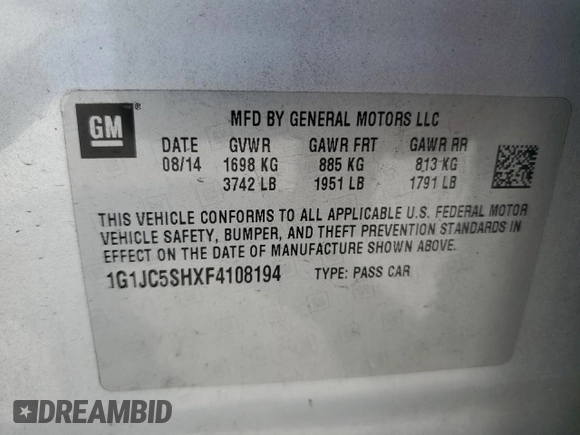 GM ®
MFD BY GENERAL MOTORS LLC
DATE GVWR GAWR FRT GAWR RR
08/14 1698 KG 885 KG 813 KG
3742 LB 1951 LB 1791 LB
THIS VEHICLE CONFORMS TO ALL APPLICABLE U.S. FEDERAL MOTOR
VEHICLE SAFETY, BUMPER, AND THEFT PREVENTION STANDARDS IN
EFFECT ON THE DATE OF MANUFACTURE SHOWN ABOVE.
1G1JC5SHXF4108194 TYPE: PASS CAR
DREAMBID